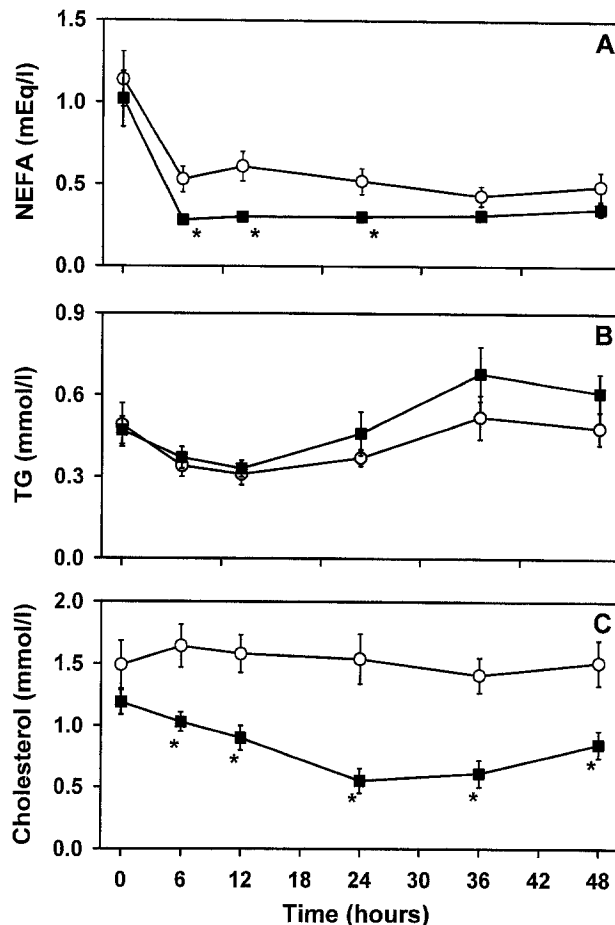 A
NEFA (mEq/l)
1.5
1.0
0.5
0.0
*
*
*
B
TG (mmol/l)
0.9
0.6
0.3
0.0
C
Cholesterol (mmol/l)
2.0
1.5
1.0
0.5
0.0
*
*
*
*
*
0 6 12 18 24 30 36 42 48
Time (hours)